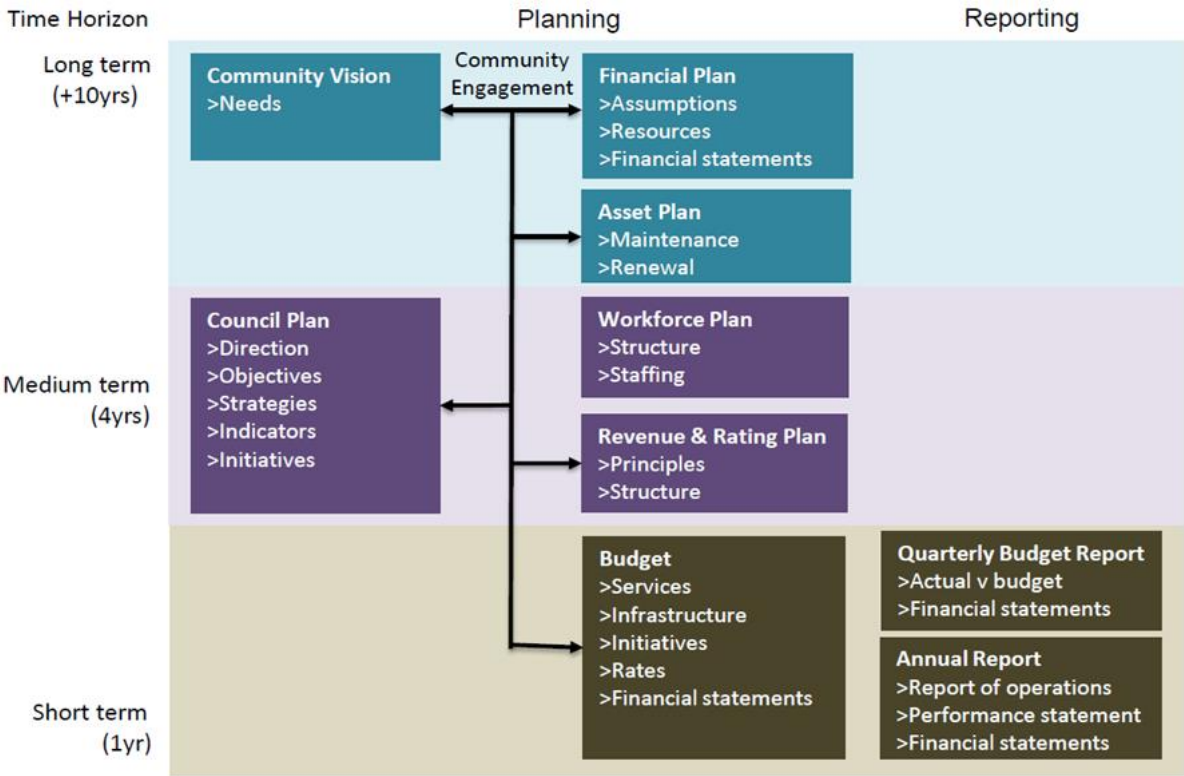 Time Horizon
Planning
Reporting
Long term
(+10yrs)
Community Vision
>Needs
Community
Engagement
Financial Plan
>Assumptions
>Resources
>Financial statements
Asset Plan
>Maintenance
>Renewal
Medium term
(4yrs)
Council Plan
>Direction
>Objectives
>Strategies
>Indicators
>Initiatives
Workforce Plan
>Structure
>Staffing
Revenue & Rating Plan
>Principles
>Structure
Short term
(1yr)
Budget
>Services
>Infrastructure
>Initiatives
>Rates
>Financial statements
Quarterly Budget Report
>Actual v budget
>Financial statements
Annual Report
>Report of operations
>Performance statement
>Financial statements